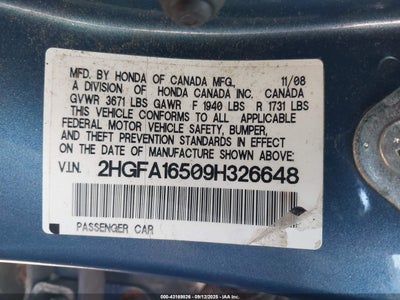 MFD. BY HONDA OF CANADA MFG., 11/08
A DIVISION OF HONDA CANADA INC. CANADA
GVWR 3671 LBS GAWR F 1940 LBS R 1731 LBS
THIS VEHICLE CONFORMS TO ALL APPLICABLE
FEDERAL MOTOR VEHICLE SAFETY, BUMPER,
AND THEFT PREVENTION STANDARDS IN EFFECT
ON THE DATE OF MANUFACTURE SHOWN ABOVE.
V.I.N. 2HGFA16509H326648
PASSENGER CAR
000-43169026 - 09/12/2025 - IAA, Inc.